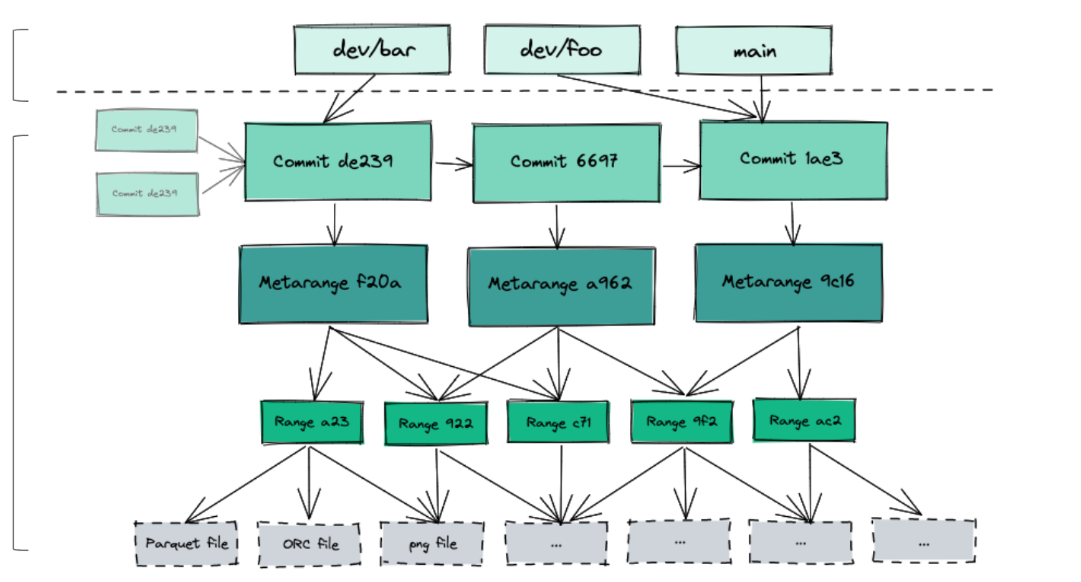 dev/bar
dev/foo
main
Commit de239
Commit de239
Commit de239
Commit 6697
Commit 1ae3
Metarange f20a
Metarange a962
Metarange 9c16
Range a23
Range 922
Range c71
Range 9f2
Range ac2
Parquet file
ORC file
png file
...
...
...
...